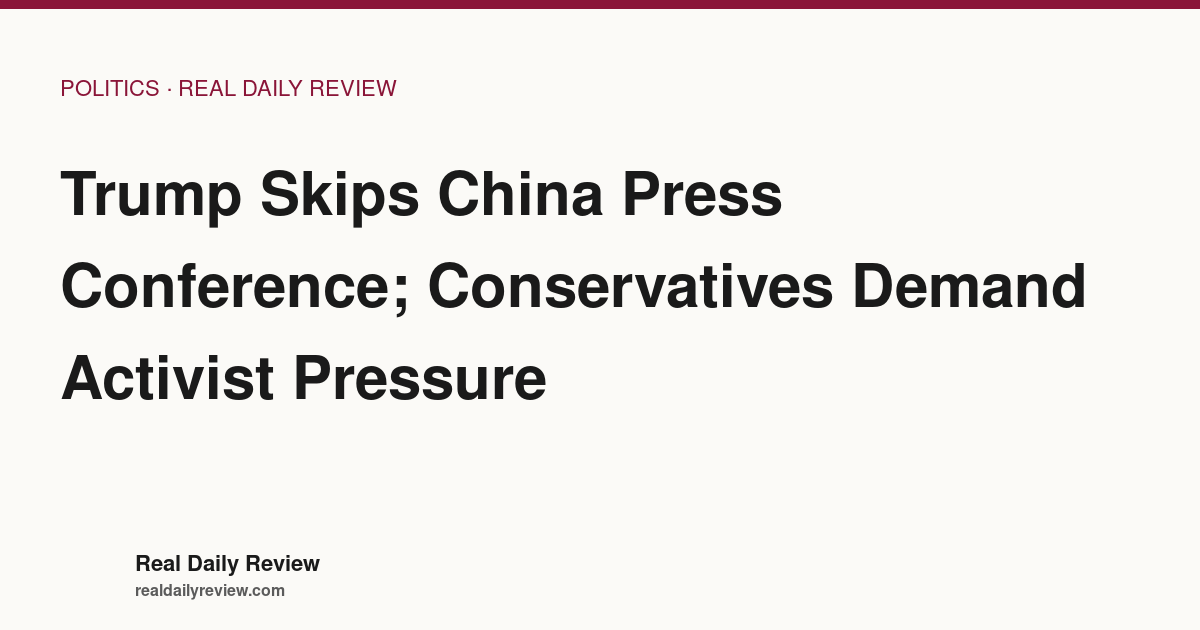 POLITICS · REAL DAILY REVIEW
Trump Skips China Press
Conference; Conservatives Demand
Activist Pressure
Real Daily Review
realdailyreview.com